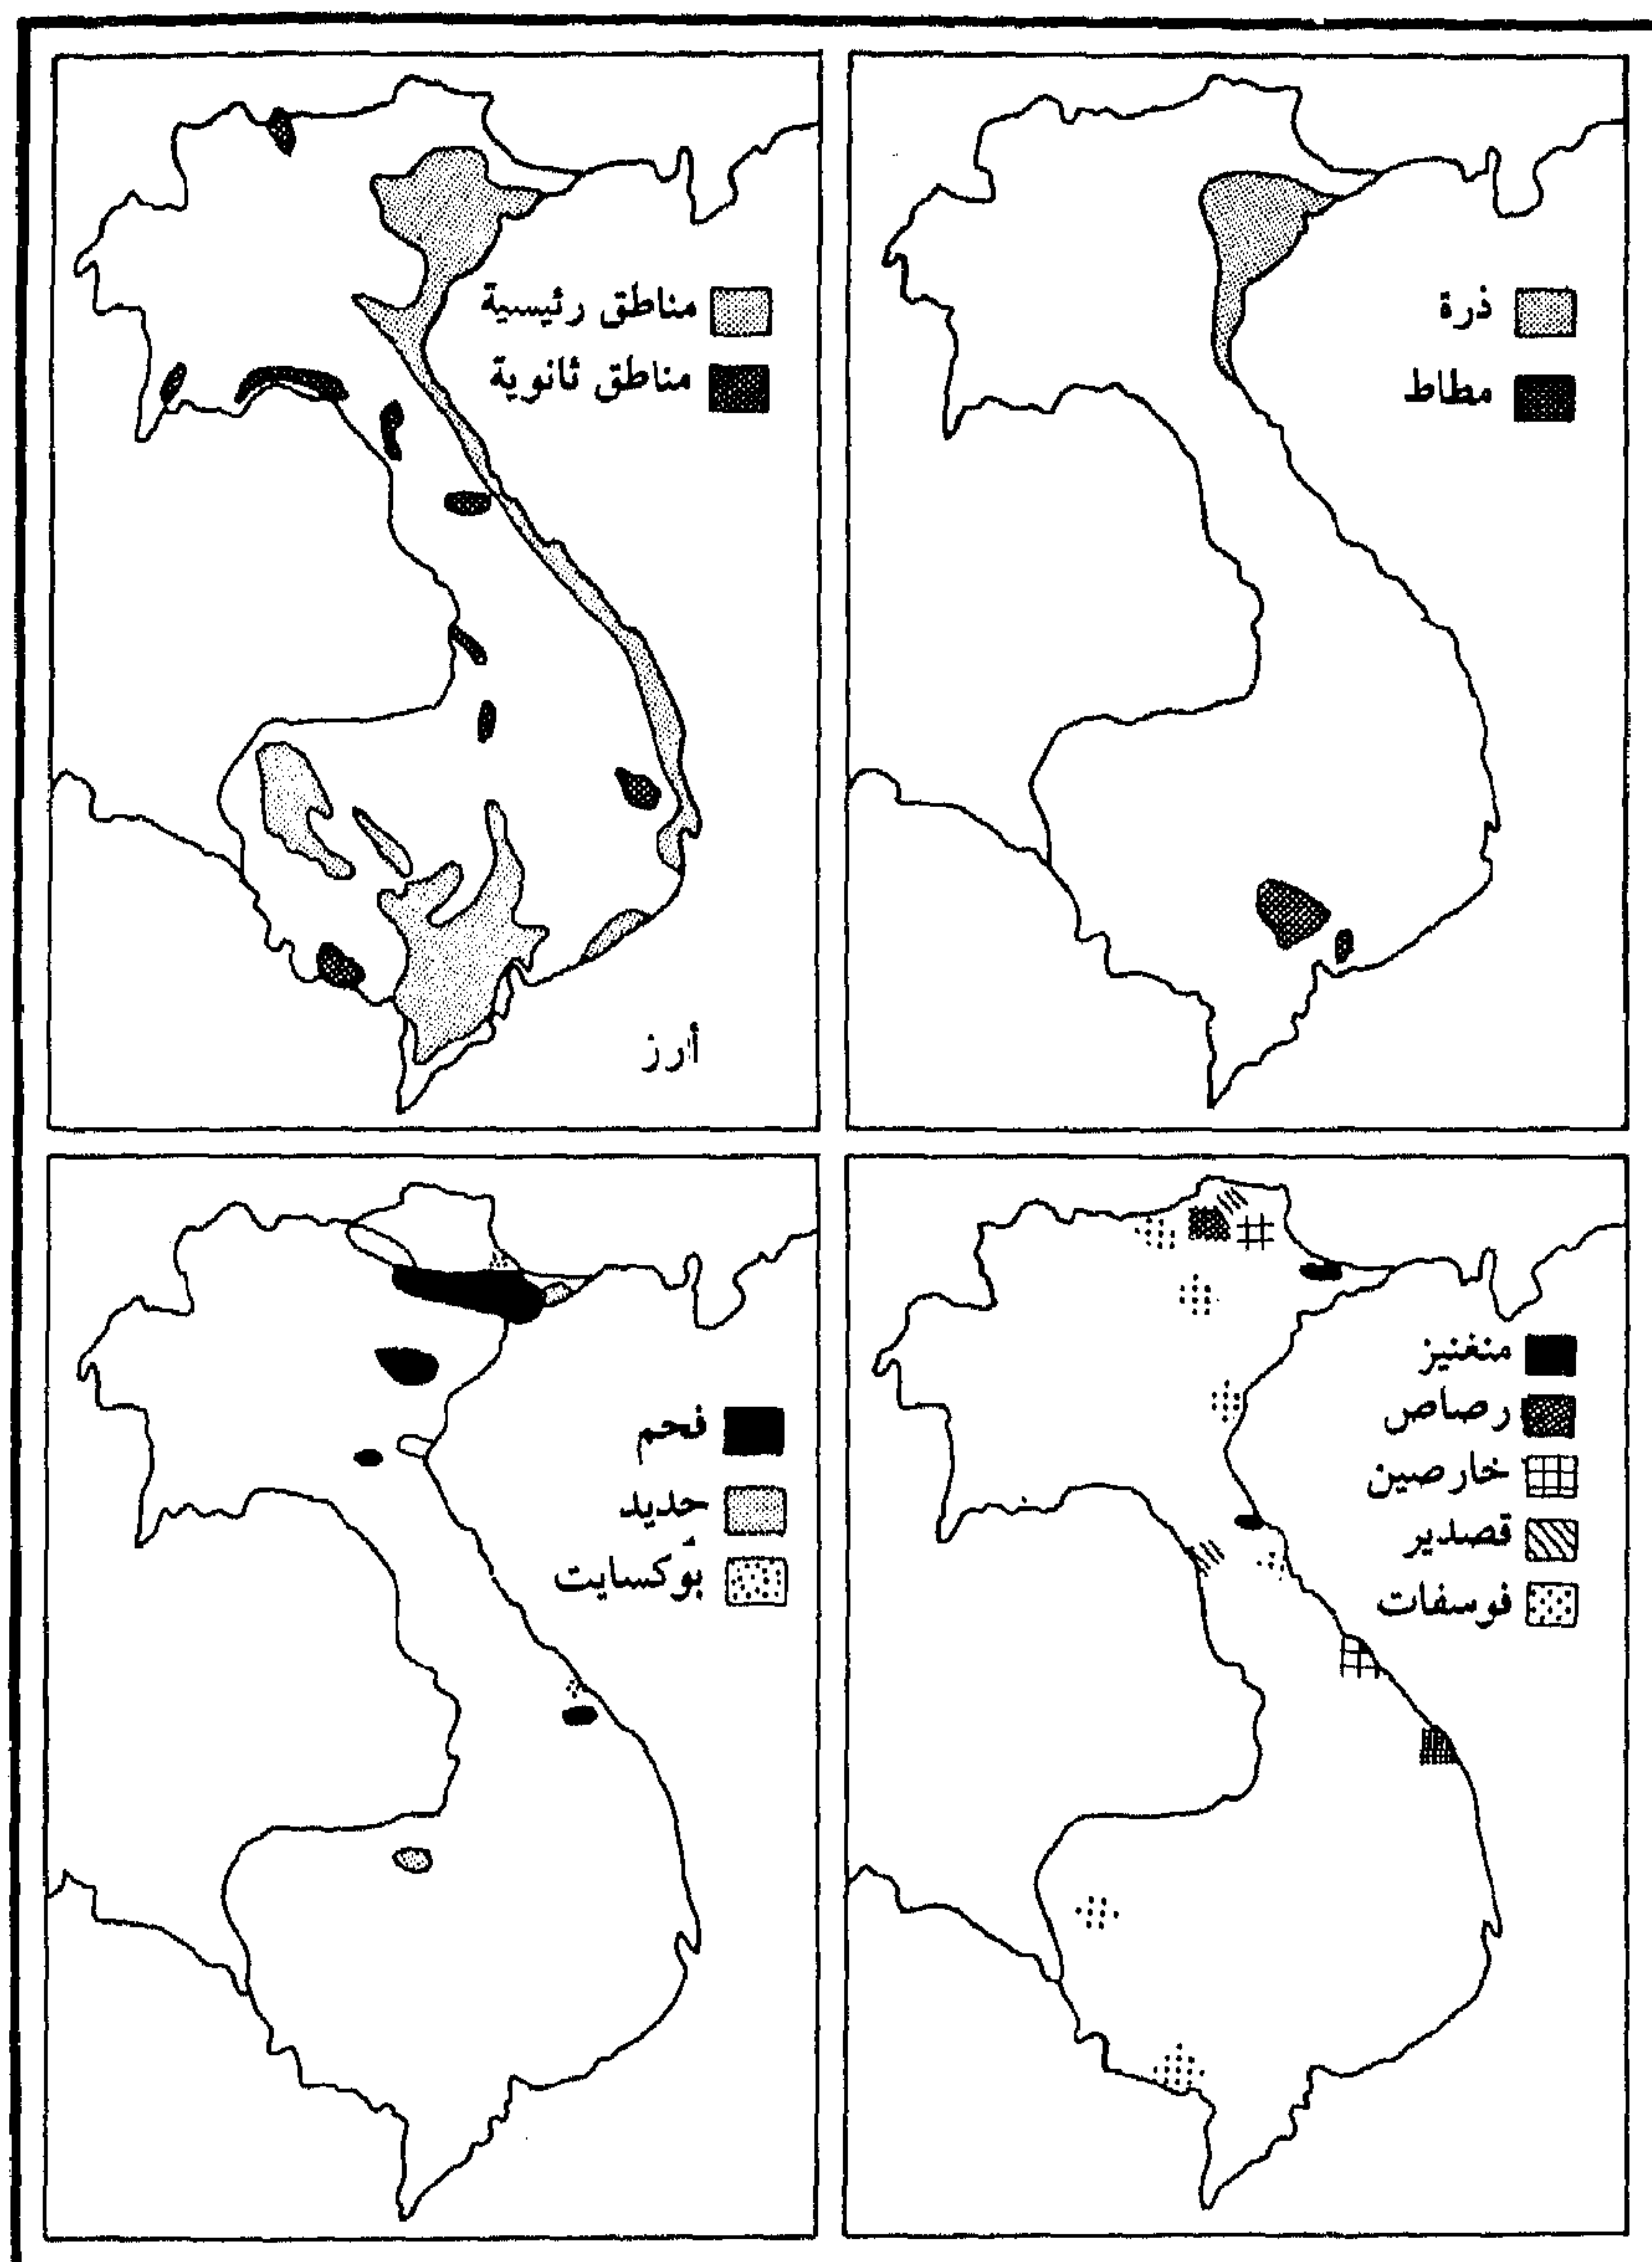 ذرة
مطاط
مناطق رئيسية
مناطق ثانوية
أرز
منغنيز
رصاص
خارصين
قصدير
فوسفات
فحم
حديد
بوكسايت